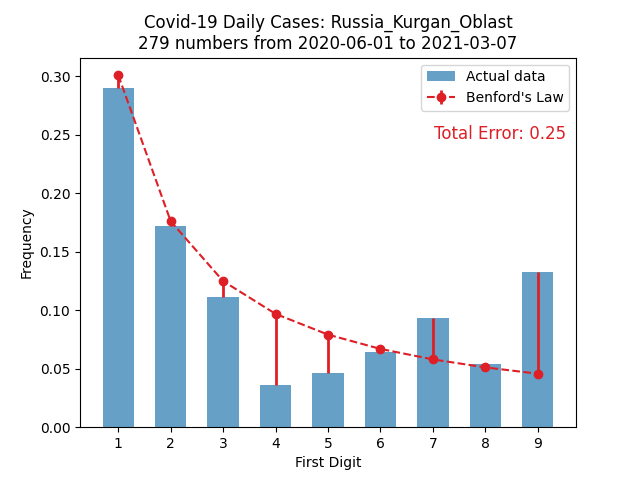 Covid-19 Daily Cases: Russia_Kurgan_Oblast
279 numbers from 2020-06-01 to 2021-03-07
Actual data
Benford's Law
Total Error: 0.25
Frequency
0.30
0.25
0.20
0.15
0.10
0.05
0.00
1 2 3 4 5 6 7 8 9
First Digit